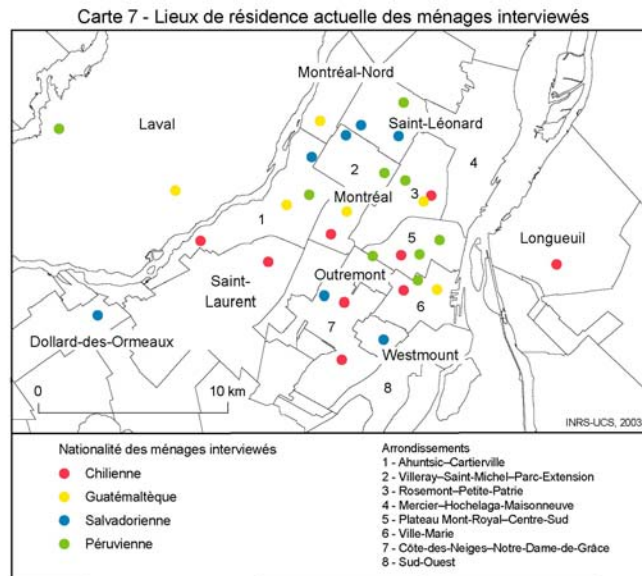 Carte 7 - Lieux de résidence actuelle des ménages interviewés
Montréal-Nord
Laval
Saint-Léonard
4
2
3
1
Montréal
5
Longueuil
Saint-
Laurent
Outremont
6
7
Dollard-des-Ormeaux
Westmount
8
0 10 km
INRS-UCS, 2003
Nationalité des ménages interviewés
Chilienne
Guatémaltèque
Salvadorienne
Péruvienne
Arrondissements
1 - Ahuntsic–Cartierville
2 - Villeray–Saint-Michel–Parc-Extension
3 - Rosemont–Petite-Patrie
4 - Mercier–Hochelaga-Maisonneuve
5 - Plateau Mont-Royal–Centre-Sud
6 - Ville-Marie
7 - Côte-des-Neiges–Notre-Dame-de-Grâce
8 - Sud-Ouest